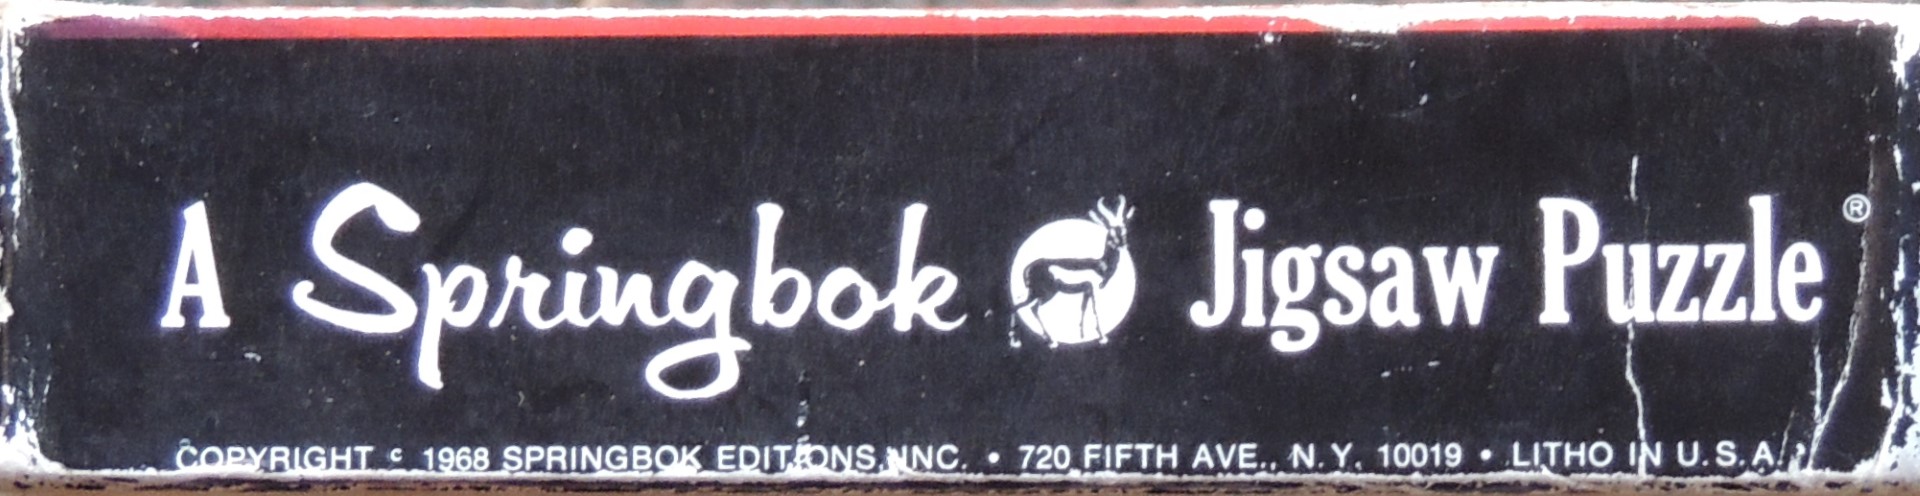 A Springbok Jigsaw Puzzle ®
COPYRIGHT c 1968 SPRINGBOK EDITIONS, INC. • 720 FIFTH AVE., N.Y. 10019 • LITHO IN U.S.A.